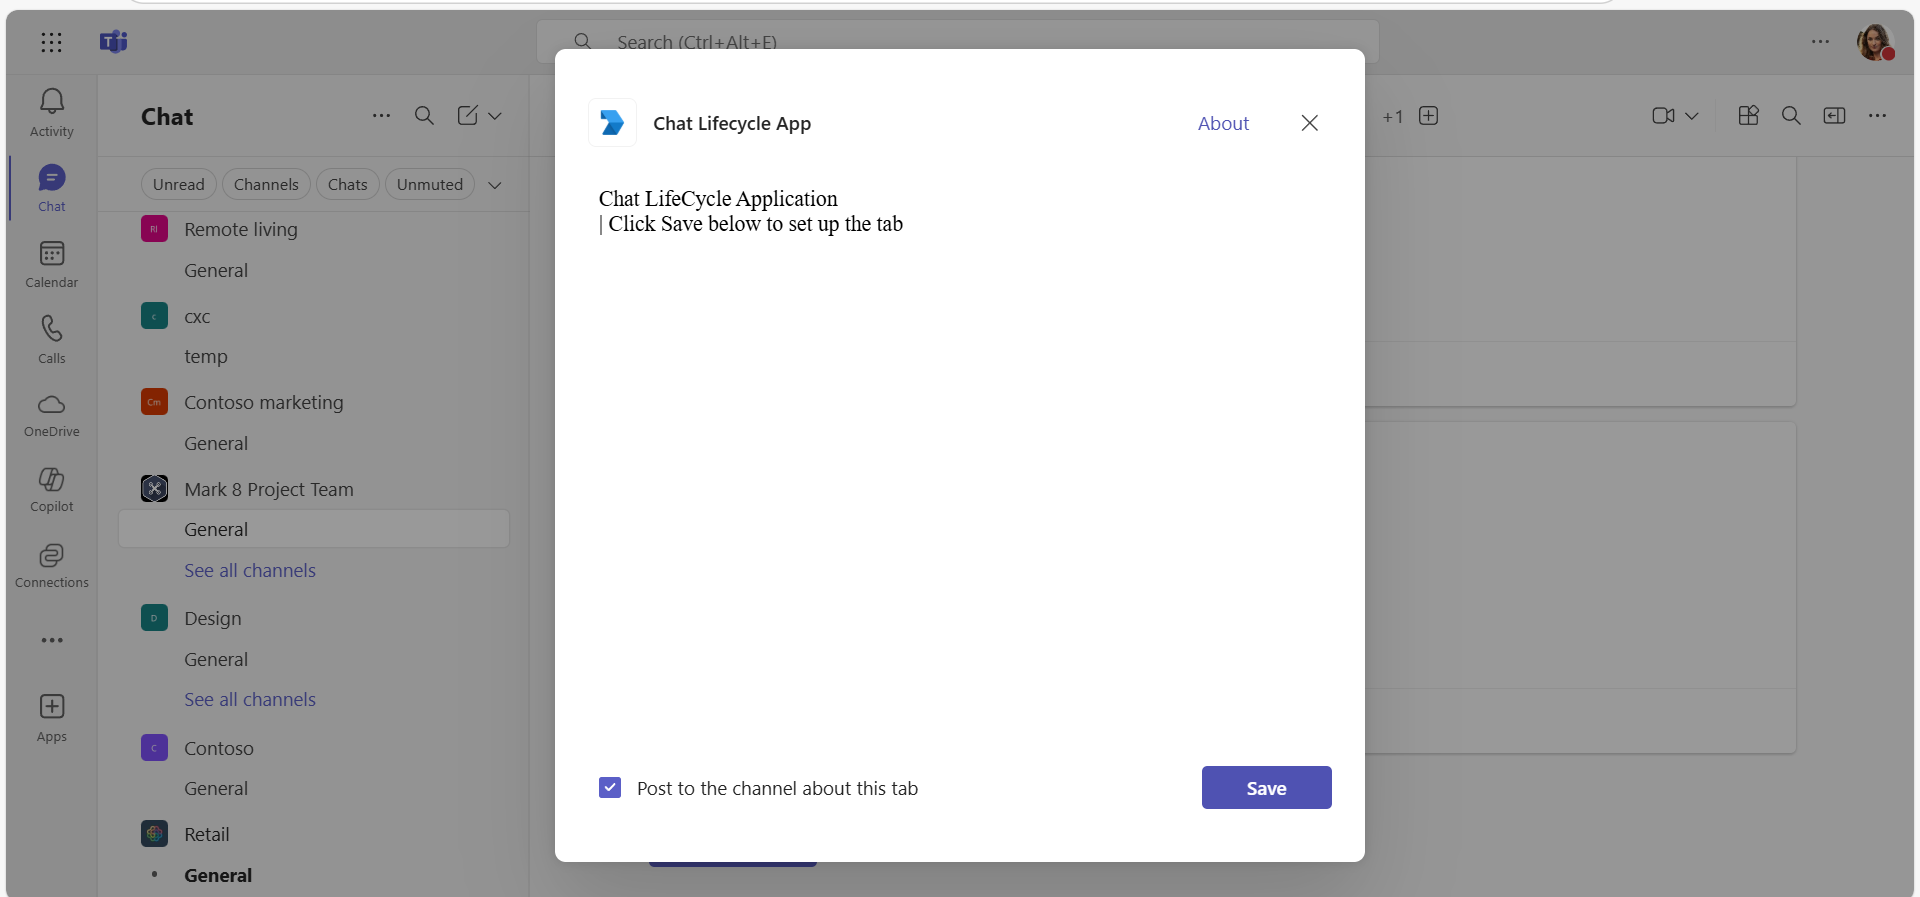 Search (Ctrl+Alt+E)
Activity
Chat
Calendar
Calls
OneDrive
Copilot
Connections
Apps
Chat
Unread
Channels
Chats
Unmuted
Rl Remote living
General
c cxc
temp
Cm Contoso marketing
General
Mark 8 Project Team
General
See all channels
D Design
General
See all channels
C Contoso
General
Retail
General
+1
Chat Lifecycle App
About
Chat LifeCycle Application
| Click Save below to set up the tab
Post to the channel about this tab
Save